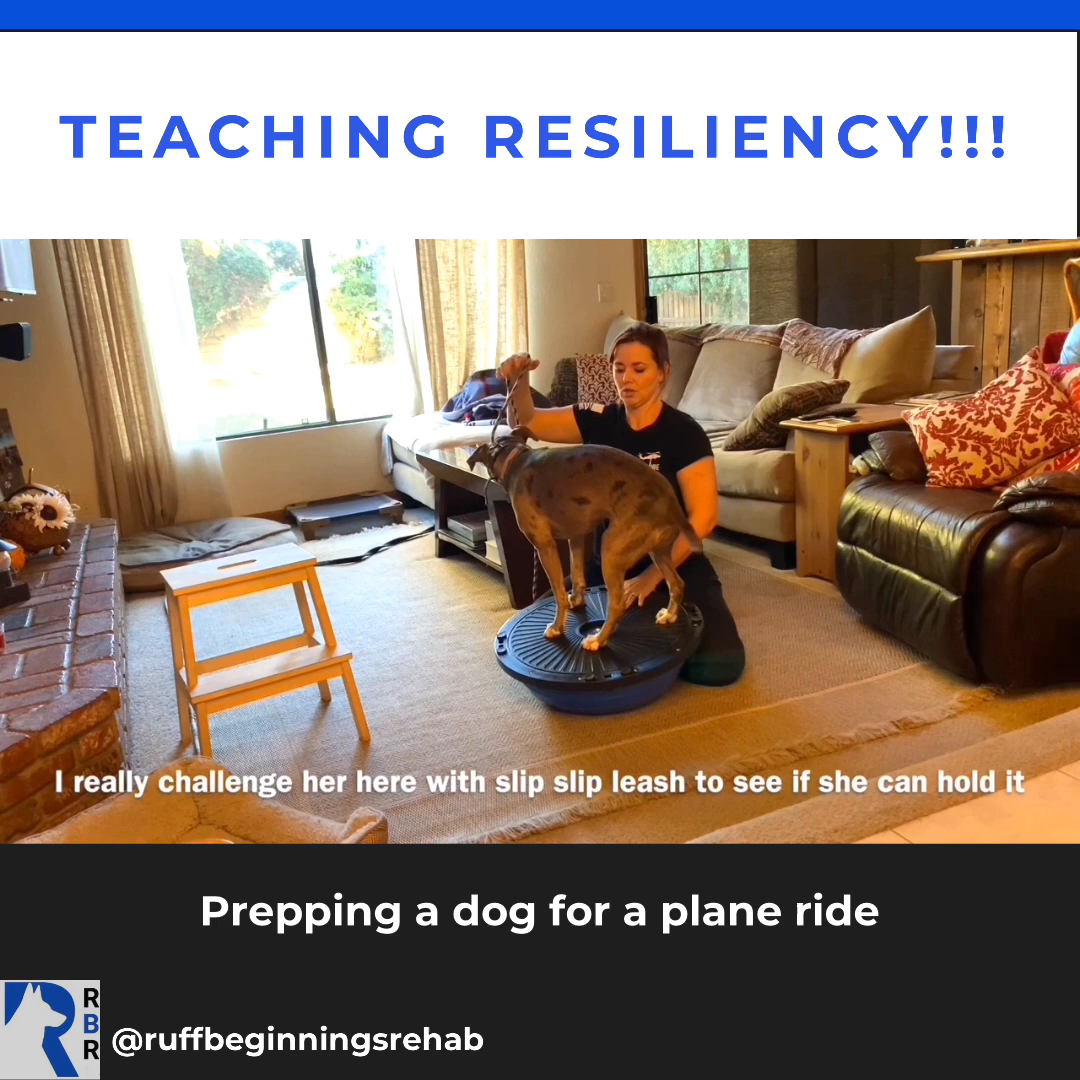 TEACHING RESILIENCY!!!
I really challenge her here with slip slip leash to see if she can hold it
Prepping a dog for a plane ride
R
B
R
@ruffbeginningsrehab